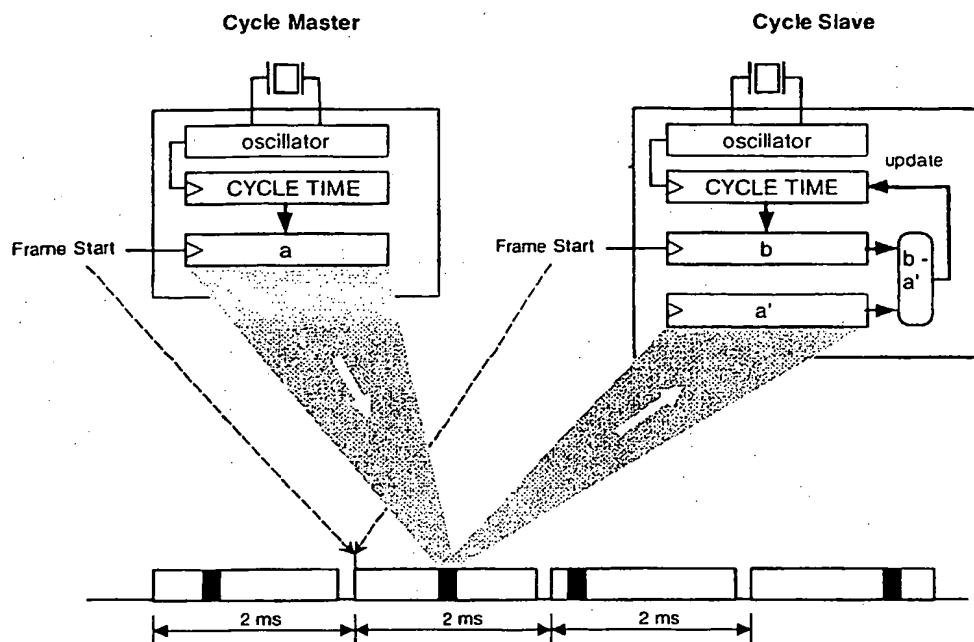 Cycle Master
Cycle Slave
oscillator
oscillator
update
CYCLE TIME
CYCLE TIME
Frame Start
a
Frame Start
b
b -
a'
a'
2 ms
2 ms
2 ms